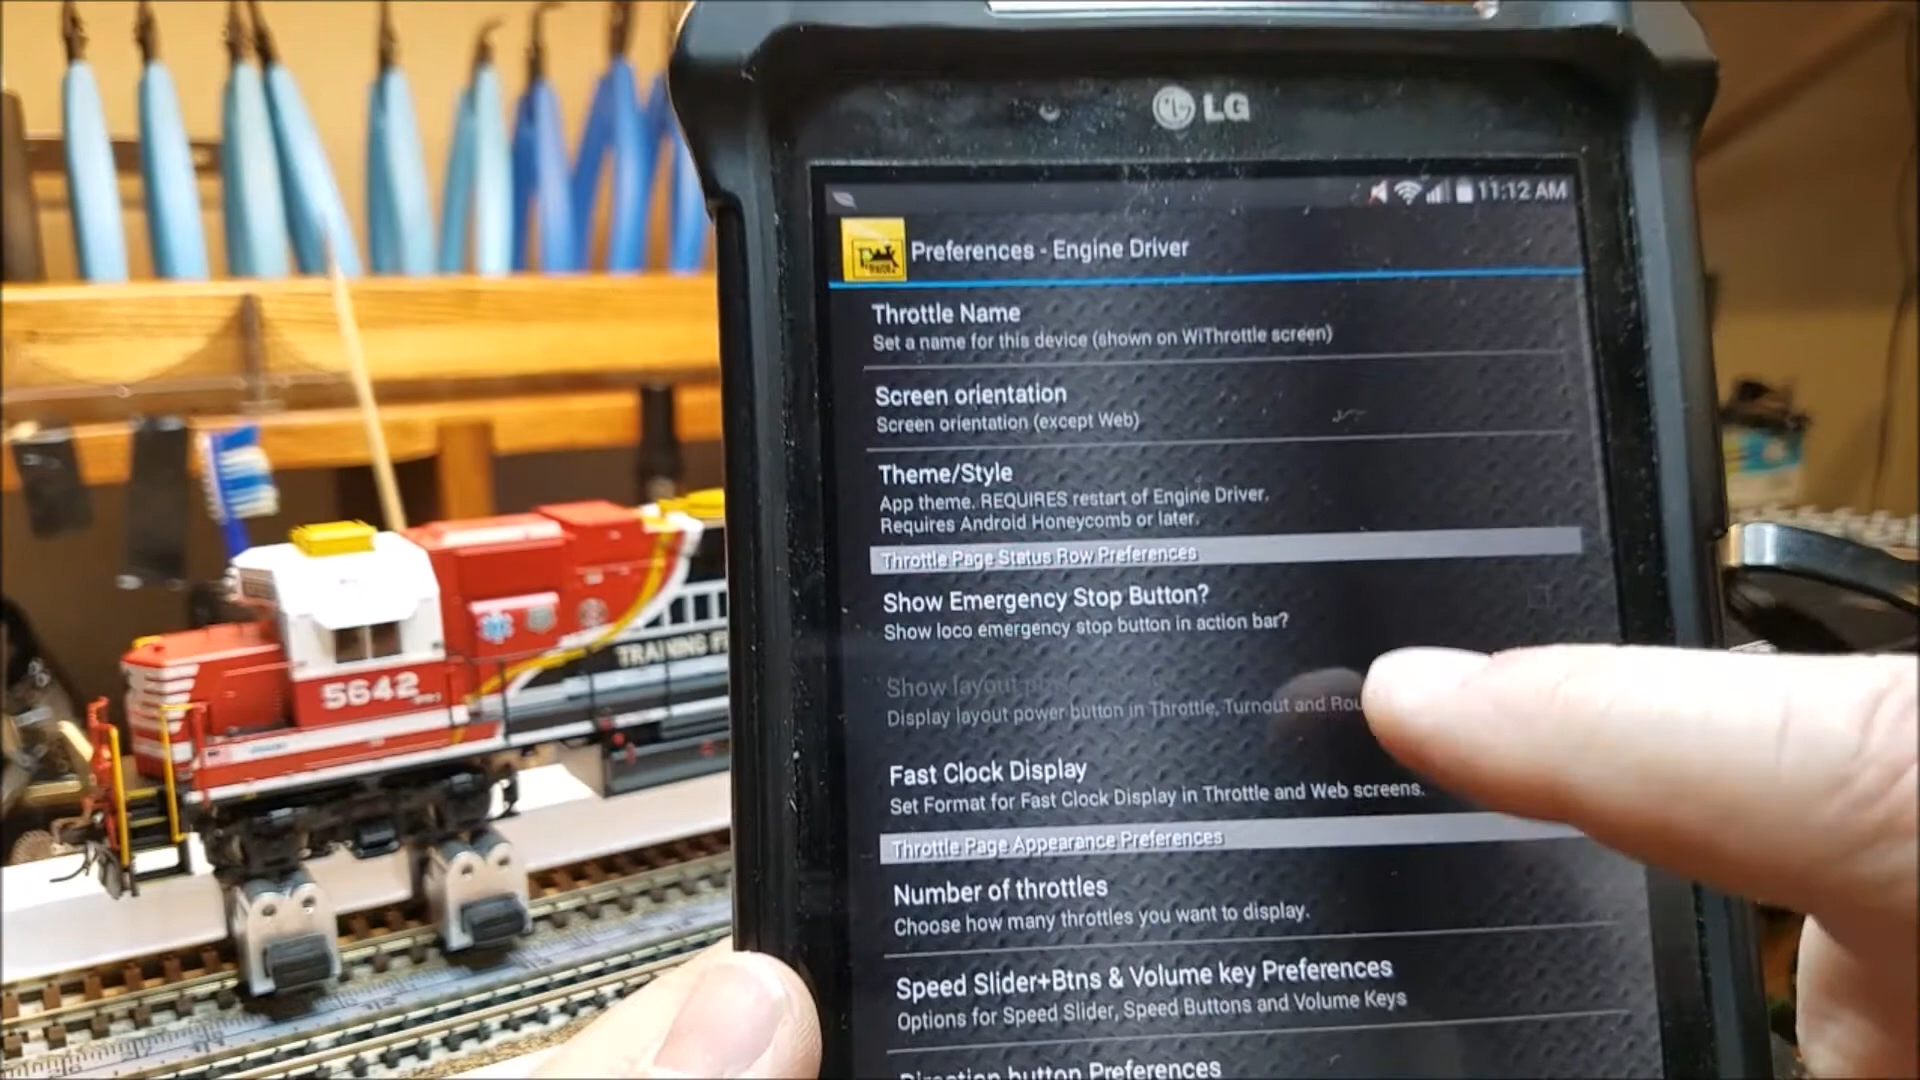 LG
11:12 AM
Preferences - Engine Driver
Throttle Name
Set a name for this device (shown on WiThrottle screen)
Screen orientation
Screen orientation (except Web)
Theme/Style
App theme. REQUIRES restart of Engine Driver.
Requires Android Honeycomb or later.
Throttle Page Status Row Preferences
Show Emergency Stop Button?
Show loco emergency stop button in action bar?
Show layout
Display layout power button in Throttle, Turnout and
Fast Clock Display
Set Format for Fast Clock Display in Throttle and Web screens.
Throttle Page Appearance Preferences
Number of throttles
Choose how many throttles you want to display.
Speed Slider+Btns & Volume key Preferences
Options for Speed Slider, Speed Buttons and Volume Keys
Direction button Preferences
5642
TRAINING